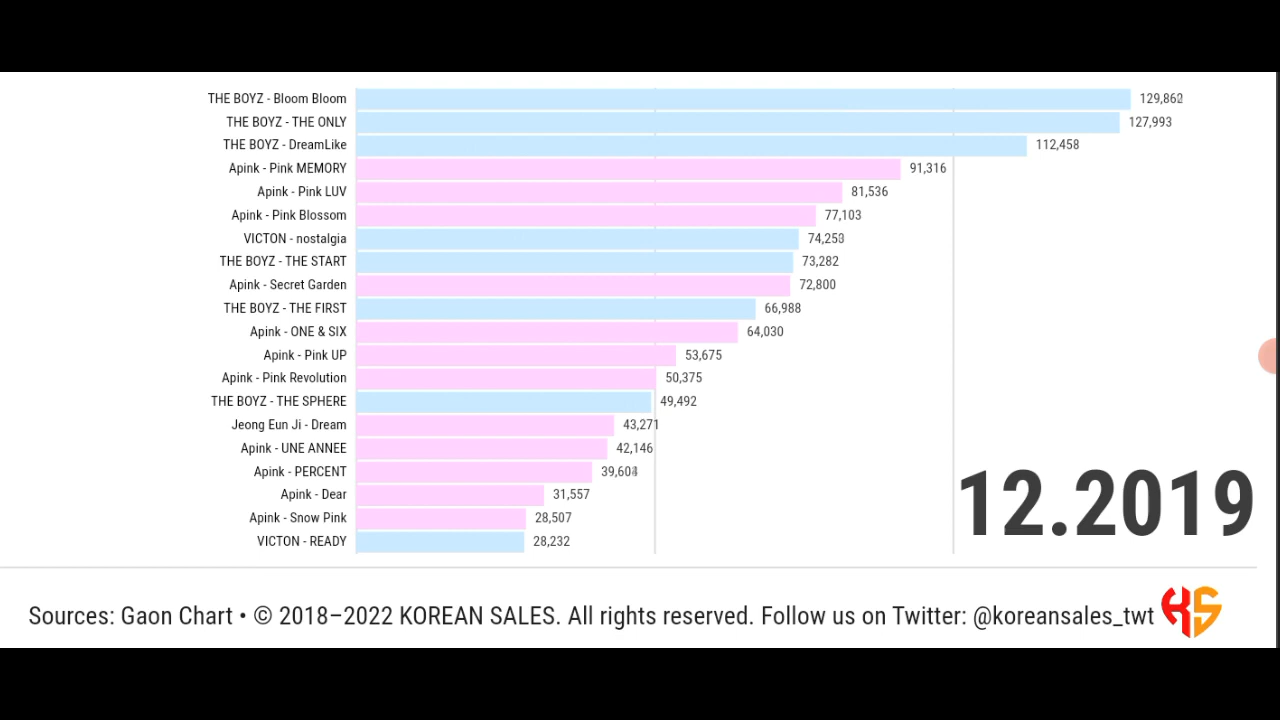 THE BOYZ - Bloom Bloom 129,862
THE BOYZ - THE ONLY 127,993
THE BOYZ - DreamLike 112,458
Apink - Pink MEMORY 91,316
Apink - Pink LUV 81,536
Apink - Pink Blossom 77,103
VICTON - nostalgia
THE BOYZ - THE START 73,282
Apink - Secret Garden 72,800
THE BOYZ - THE FIRST 66,988
Apink - ONE & SIX 64,030
Apink - Pink UP 53,675
Apink - Pink Revolution 50,375
THE BOYZ - THE SPHERE 49,492
Jeong Eun Ji - Dream 43,271
Apink - UNE ANNEE 42,146
Apink - PERCENT
Apink - Dear 31,557
Apink - Snow Pink 28,507
VICTON - READY 28,232
12.2019
Sources: Gaon Chart • © 2018–2022 KOREAN SALES. All rights reserved. Follow us on Twitter: @koreansales_twt KS